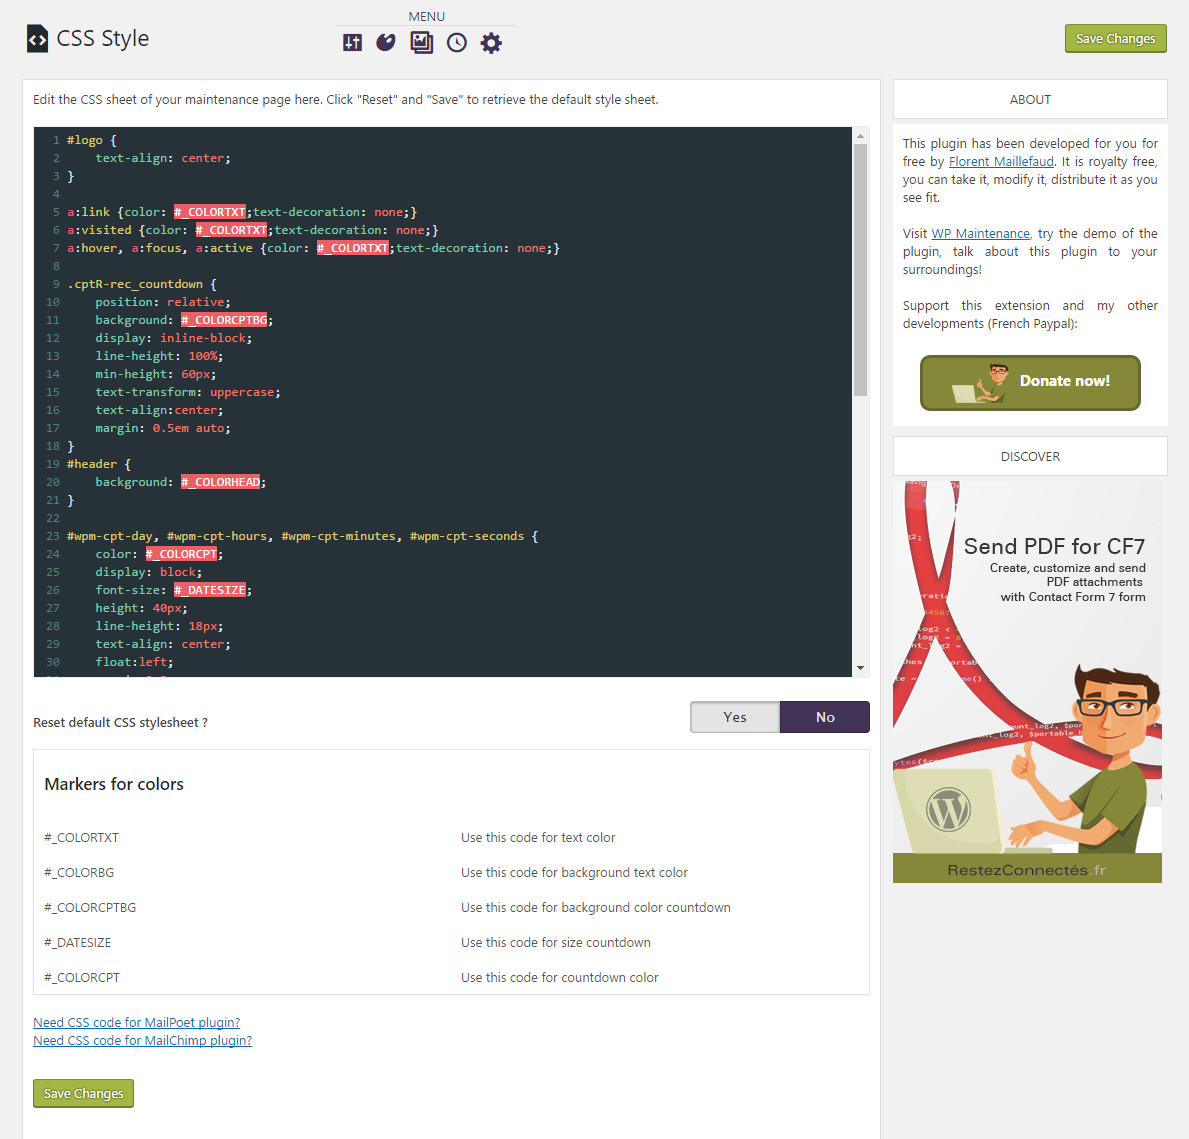 CSS Style
MENU
Save Changes
Edit the CSS sheet of your maintenance page here. Click "Reset" and "Save" to retrieve the default style sheet.
1 #logo {
2     text-align: center;
3 }
4
5 a:link {color: #_COLORTXT;text-decoration: none;}
6 a:visited {color: #_COLORTXT;text-decoration: none;}
7 a:hover, a:focus, a:active {color: #_COLORTXT;text-decoration: none;}
8
9 .cptR-rec_countdown {
10     position: relative;
11     background: #_COLORCPTBG;
12     display: inline-block;
13     line-height: 100%;
14     min-height: 60px;
15     text-transform: uppercase;
16     text-align:center;
17     margin: 0.5em auto;
18 }
19 #header {
20     background: #_COLORHEAD;
21 }
22
23 #wpm-cpt-day, #wpm-cpt-hours, #wpm-cpt-minutes, #wpm-cpt-seconds {
24     color: #_COLORCPT;
25     display: block;
26     font-size: #_DATESIZE;
27     height: 40px;
28     line-height: 18px;
29     text-align: center;
30     float:left;
Reset default CSS stylesheet ?
Yes
No
Markers for colors
#_COLORTXT Use this code for text color
#_COLORBG Use this code for background text color
#_COLORCPTBG Use this code for background color countdown
#_DATESIZE Use this code for size countdown
#_COLORCPT Use this code for countdown color
Need CSS code for MailPoet plugin?
Need CSS code for MailChimp plugin?
Save Changes
ABOUT
This plugin has been developed for you for
free by Florent Maillefaud. It is royalty free,
you can take it, modify it, distribute it as you
see fit.
Visit WP Maintenance, try the demo of the
plugin, talk about this plugin to your
surroundings!
Support this extension and my other
developments (French Paypal):
Donate now!
DISCOVER
Send PDF for CF7
Create, customize and send
PDF attachments
with Contact Form 7 form
RestezConnectés.fr